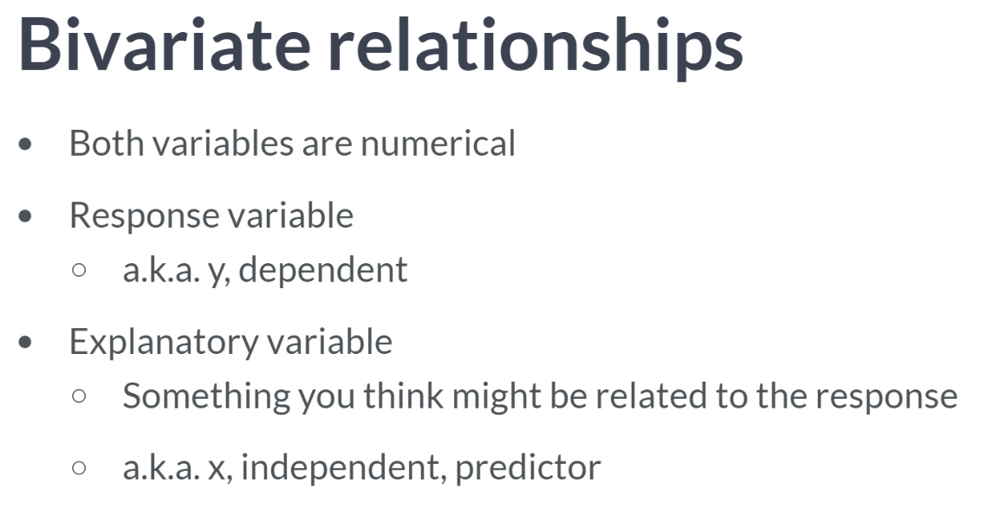 Bivariate relationships
• Both variables are numerical
• Response variable
○ a.k.a. y, dependent
• Explanatory variable
○ Something you think might be related to the response
○ a.k.a. x, independent, predictor